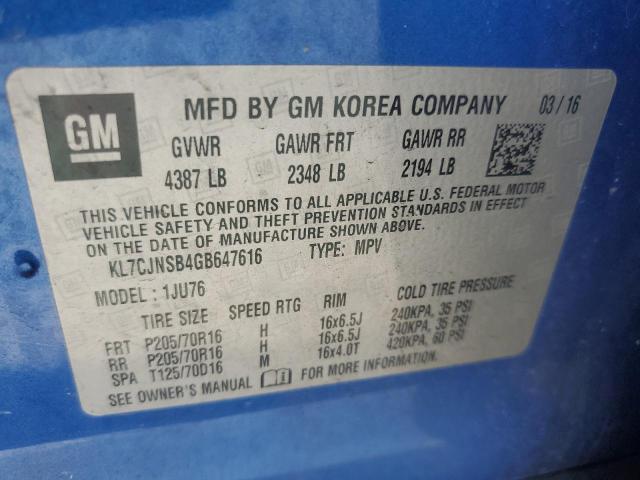 GM
MFD BY GM KOREA COMPANY 03/16
GVWR GAWR FRT GAWR RR
4387 LB 2348 LB 2194 LB
THIS VEHICLE CONFORMS TO ALL APPLICABLE U.S. FEDERAL MOTOR
VEHICLE SAFETY AND THEFT PREVENTION STANDARDS IN EFFECT
ON THE DATE OF MANUFACTURE SHOWN ABOVE.
KL7CJNSB4GB647616 TYPE: MPV
MODEL: 1JU76
TIRE SIZE SPEED RTG RIM COLD TIRE PRESSURE
FRT P205/70R16 H 16x6.5J 240KPA, 35 PSI
RR P205/70R16 H 16x6.5J 240KPA, 35 PSI
SPA T125/70D16 M 16x4.0T 420KPA, 60 PSI
SEE OWNER'S MANUAL FOR MORE INFORMATION.